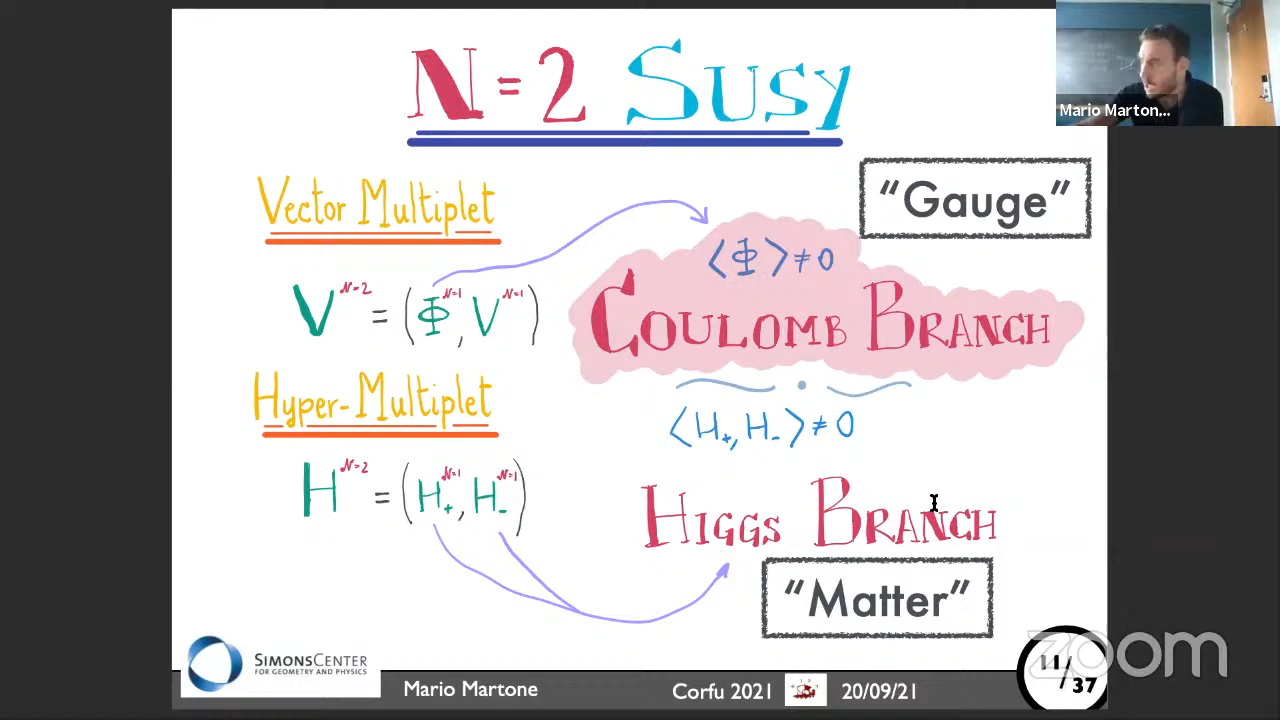 N=2 SUSY
Mario Marton...
"Gauge"
Vector Multiplet
⟨Φ⟩≠0
V^{N=2} = (Φ^{N=1}, V^{N=1})
COULOMB BRANCH
Hyper-Multiplet
⟨H₊, H₋⟩≠0
H^{N=2} = (H₊^{N=1}, H₋^{N=1})
HIGGS BRANCH
"Matter"
SIMONS CENTER
FOR GEOMETRY AND PHYSICS
Mario Martone
Corfu 2021
20/09/21
11/37
zoom